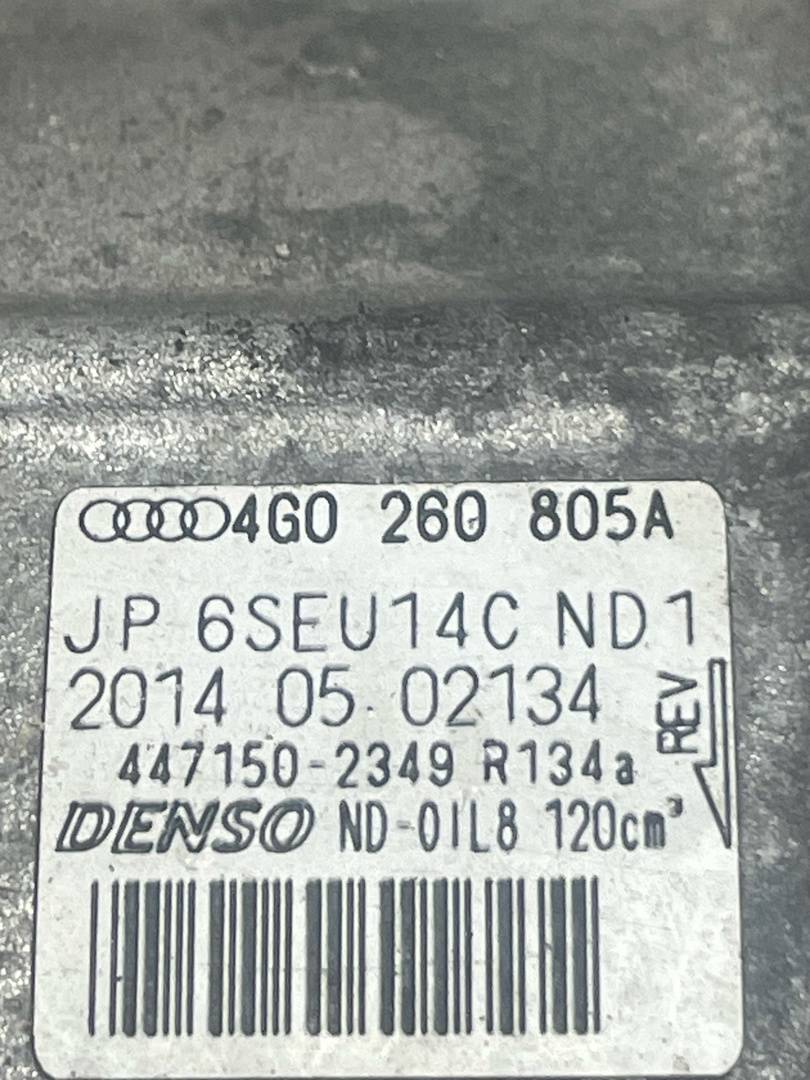 4G0 260 805A
JP 6SEU14C ND1
2014 05. 02134
REV
447150-2349 R134a
DENSO ND-OIL8 120cm³